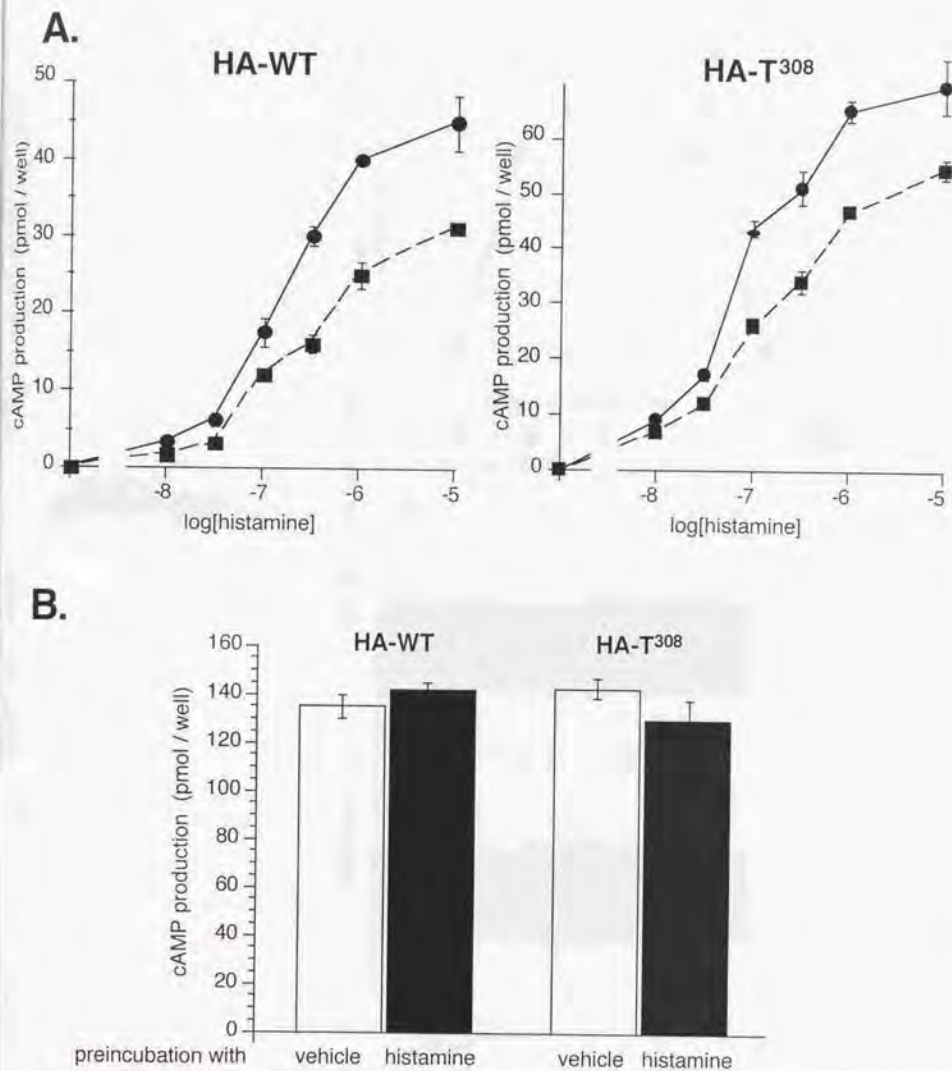 A.
HA-WT
HA-T308
cAMP production (pmol / well)
50
40
30
20
10
0
-8 -7 -6 -5
log[histamine]
cAMP production (pmol / well)
60
50
40
30
20
10
0
-8 -7 -6 -5
log[histamine]
B.
HA-WT HA-T308
cAMP production (pmol / well)
160
140
120
100
80
60
40
20
0
preincubation with vehicle histamine vehicle histamine